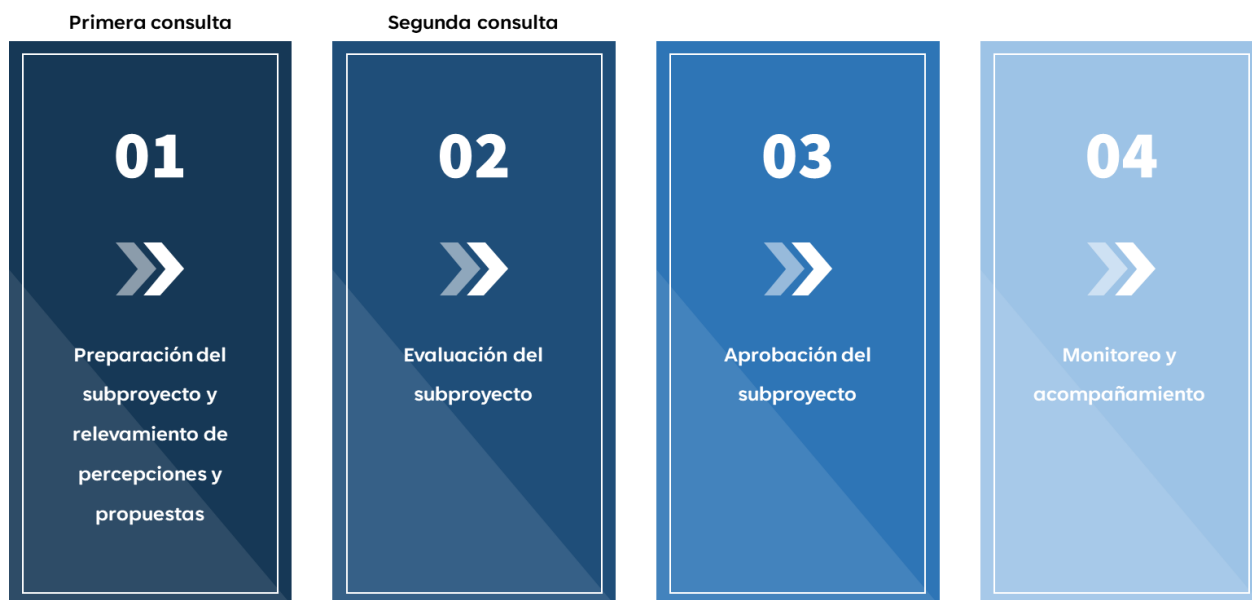 Primera consulta
Segunda consulta
01
Preparación del
subproyecto y
relevamiento de
percepciones y
propuestas
02
Evaluación del
subproyecto
03
Aprobación del
subproyecto
04
Monitoreo y
acompañamiento